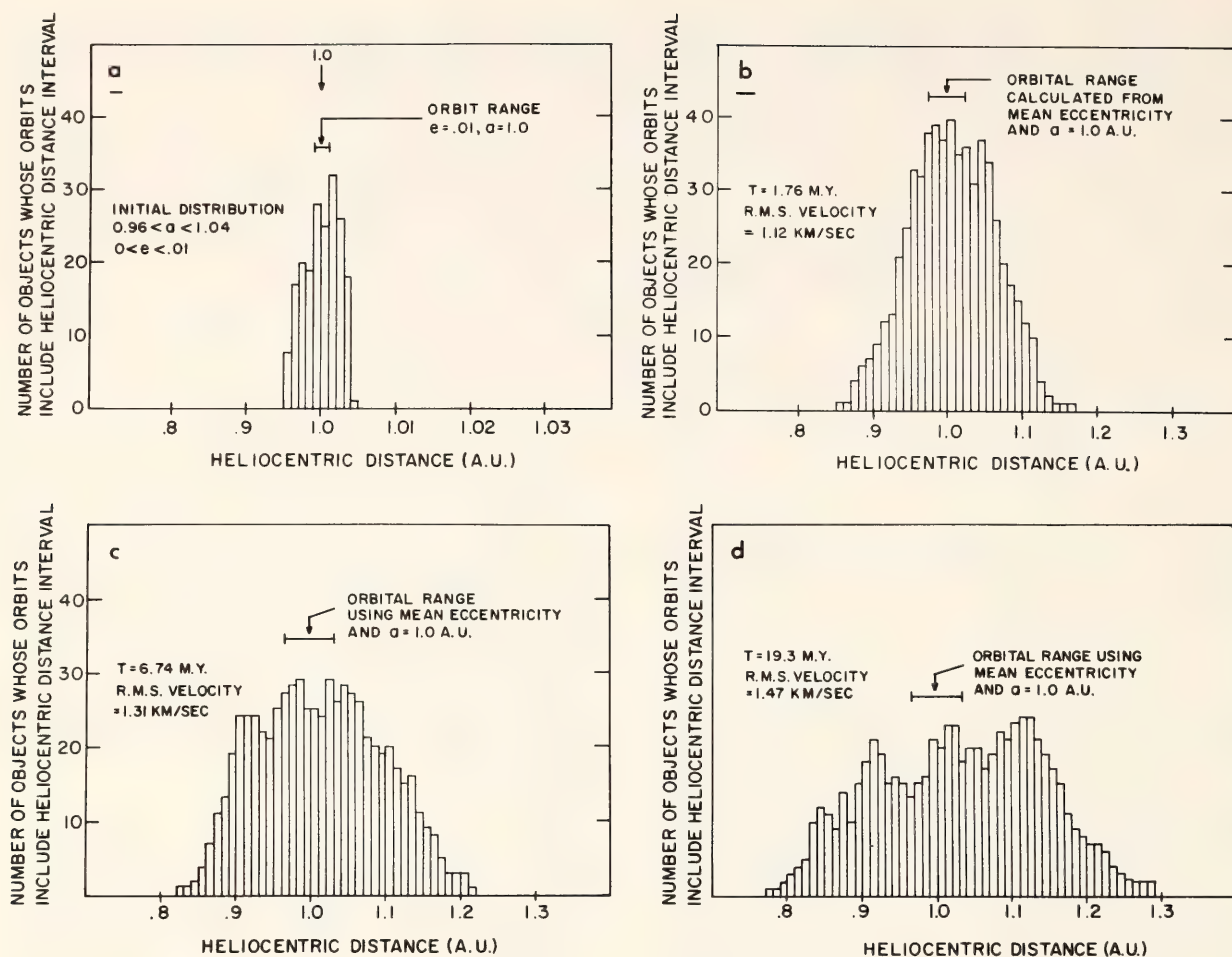 NUMBER OF OBJECTS WHOSE ORBITS
INCLUDE HELIOCENTRIC DISTANCE INTERVAL
a
1.0
ORBIT RANGE
e=.01, a=1.0
INITIAL DISTRIBUTION
0.96<a<1.04
0<e<.01
40
30
20
10
0
.8 .9 1.0 1.01 1.02 1.03
HELIOCENTRIC DISTANCE (A.U.)
NUMBER OF OBJECTS WHOSE ORBITS
INCLUDE HELIOCENTRIC DISTANCE INTERVAL
b
ORBITAL RANGE
CALCULATED FROM
MEAN ECCENTRICITY
AND a = 1.0 A.U.
T=1.76 M.Y.
R.M.S. VELOCITY
= 1.12 KM/SEC
40
30
20
10
0
.8 .9 1.0 1.1 1.2 1.3
HELIOCENTRIC DISTANCE (A.U.)
NUMBER OF OBJECTS WHOSE ORBITS
INCLUDE HELIOCENTRIC DISTANCE INTERVAL
c
ORBITAL RANGE
USING MEAN ECCENTRICITY
AND a = 1.0 A.U.
T=6.74 M.Y.
R.M.S. VELOCITY
=1.31 KM/SEC
40
30
20
10
.8 .9 1.0 1.1 1.2 1.3
HELIOCENTRIC DISTANCE (A.U.)
NUMBER OF OBJECTS WHOSE ORBITS
INCLUDE HELIOCENTRIC DISTANCE INTERVAL
d
T=19.3 M.Y.
R.M.S. VELOCITY
=1.47 KM/SEC
ORBITAL RANGE USING
MEAN ECCENTRICITY
AND a = 1.0 A.U.
.8 .9 1.0 1.1 1.2 1.3
HELIOCENTRIC DISTANCE (A.U.)